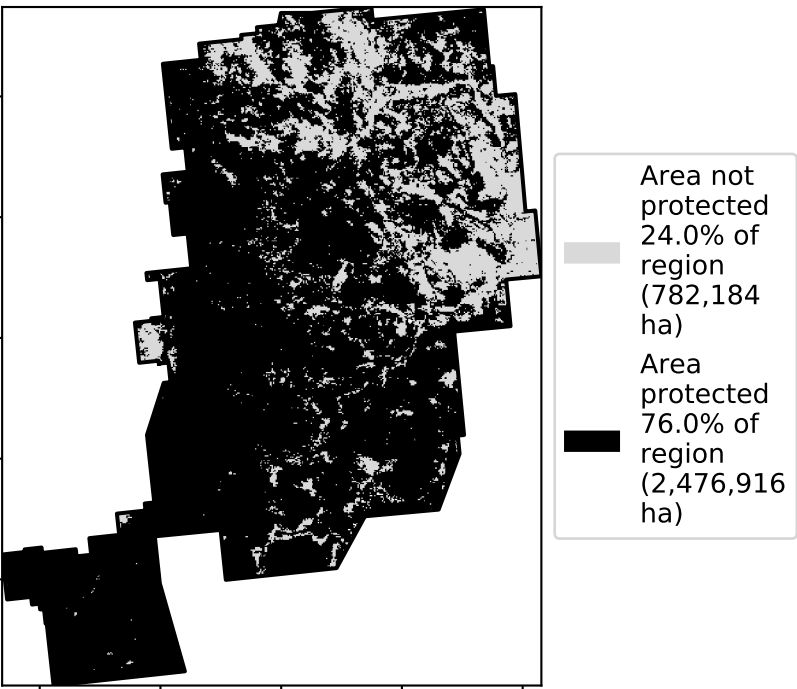 Area not
protected
24.0% of
region
(782,184
ha)
Area
protected
76.0% of
region
(2,476,916
ha)